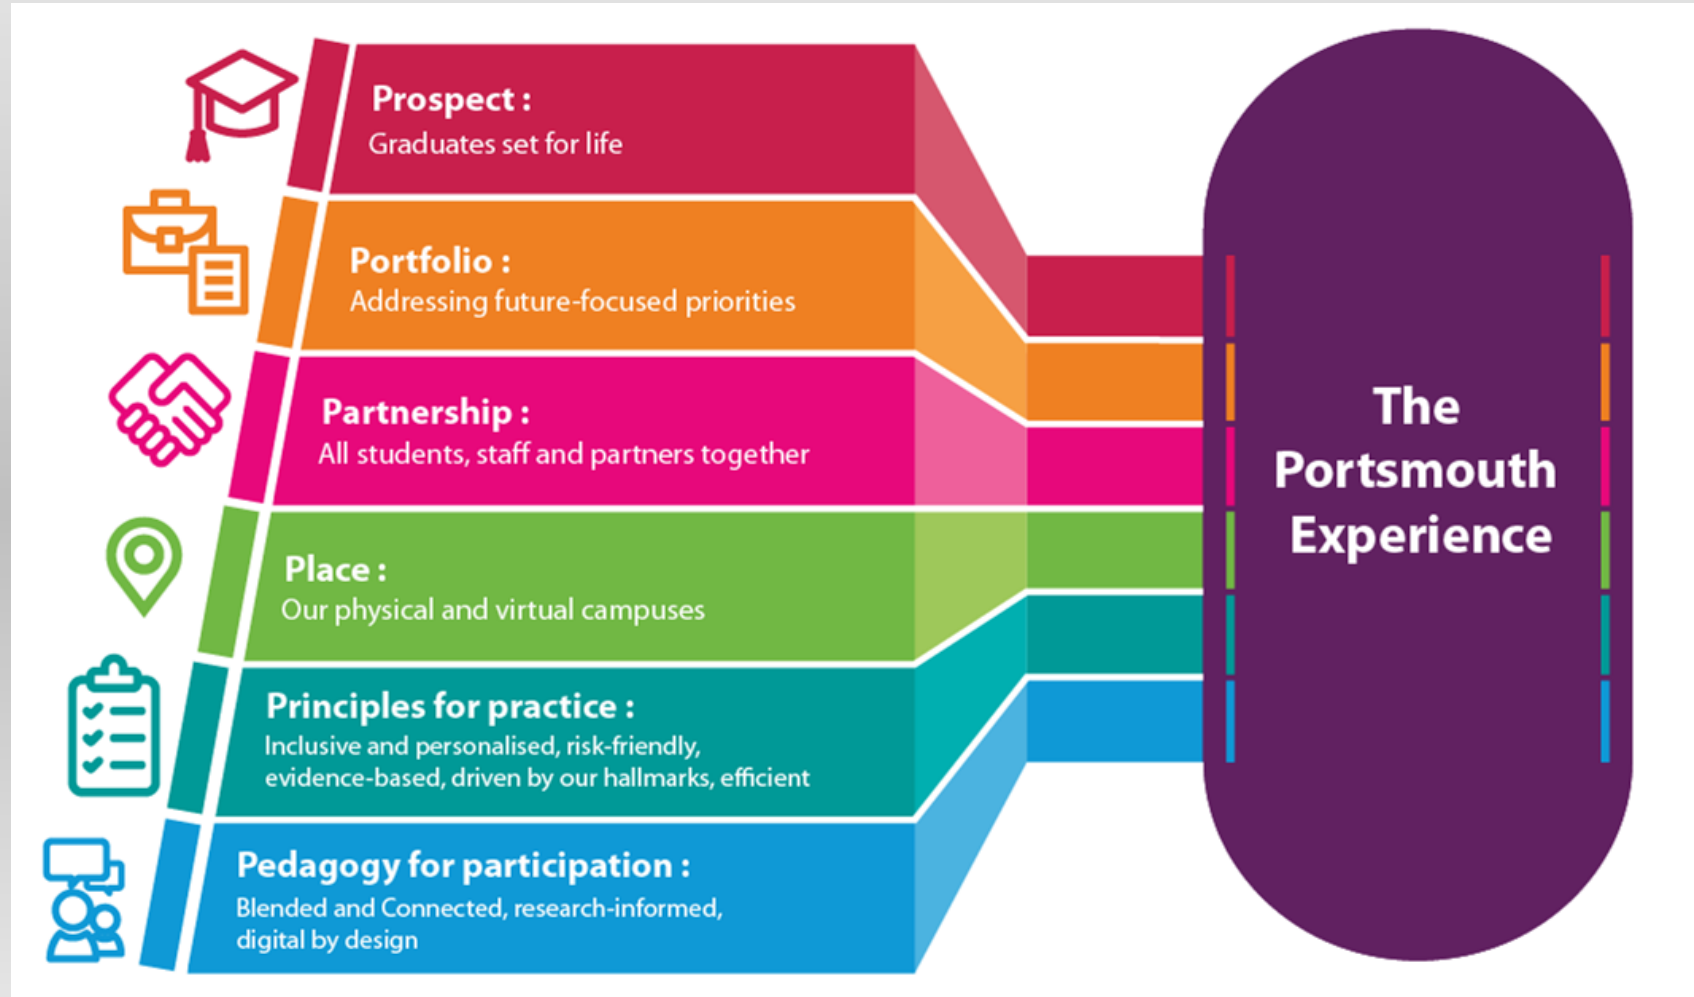 Prospect :
Graduates set for life
Portfolio :
Addressing future-focused priorities
Partnership :
All students, staff and partners together
Place :
Our physical and virtual campuses
Principles for practice :
Inclusive and personalised, risk-friendly,
evidence-based, driven by our hallmarks, efficient
Pedagogy for participation :
Blended and Connected, research-informed,
digital by design
The
Portsmouth
Experience